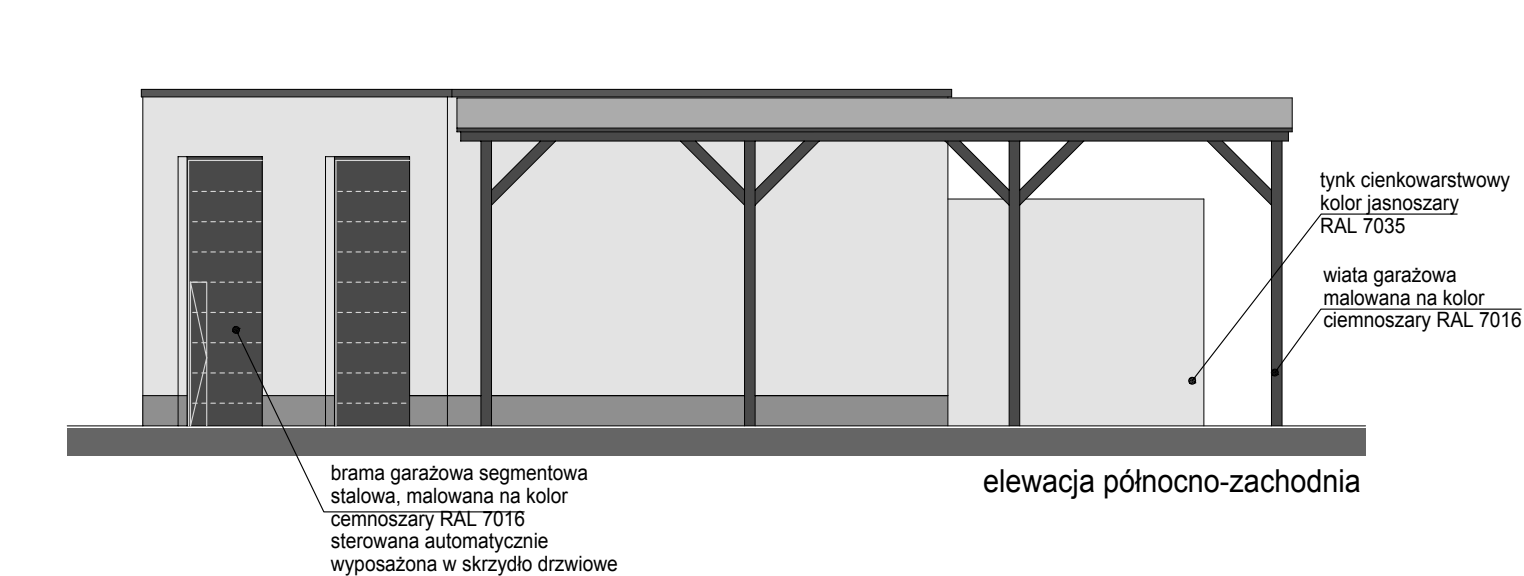 tynk cienkowarstwowy
kolor jasnoszary
RAL 7035
wiata garażowa
malowana na kolor
ciemnoszary RAL 7016
brama garażowa segmentowa
stalowa, malowana na kolor
cemnoszary RAL 7016
sterowana automatycznie
wyposażona w skrzydło drzwiowe
elewacja północno-zachodnia